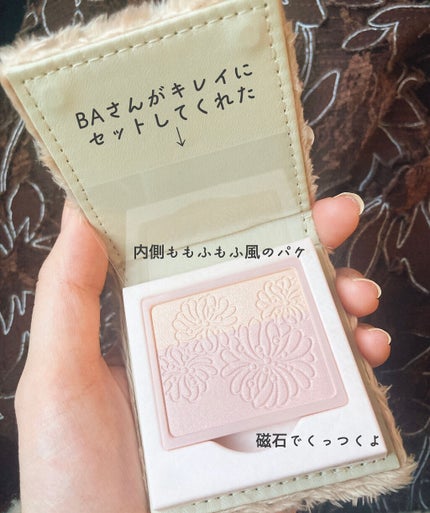 BAさんがキレイに
セットしてくれた
↓
内側ももふもふ風のパケ
磁石でくっつくよ